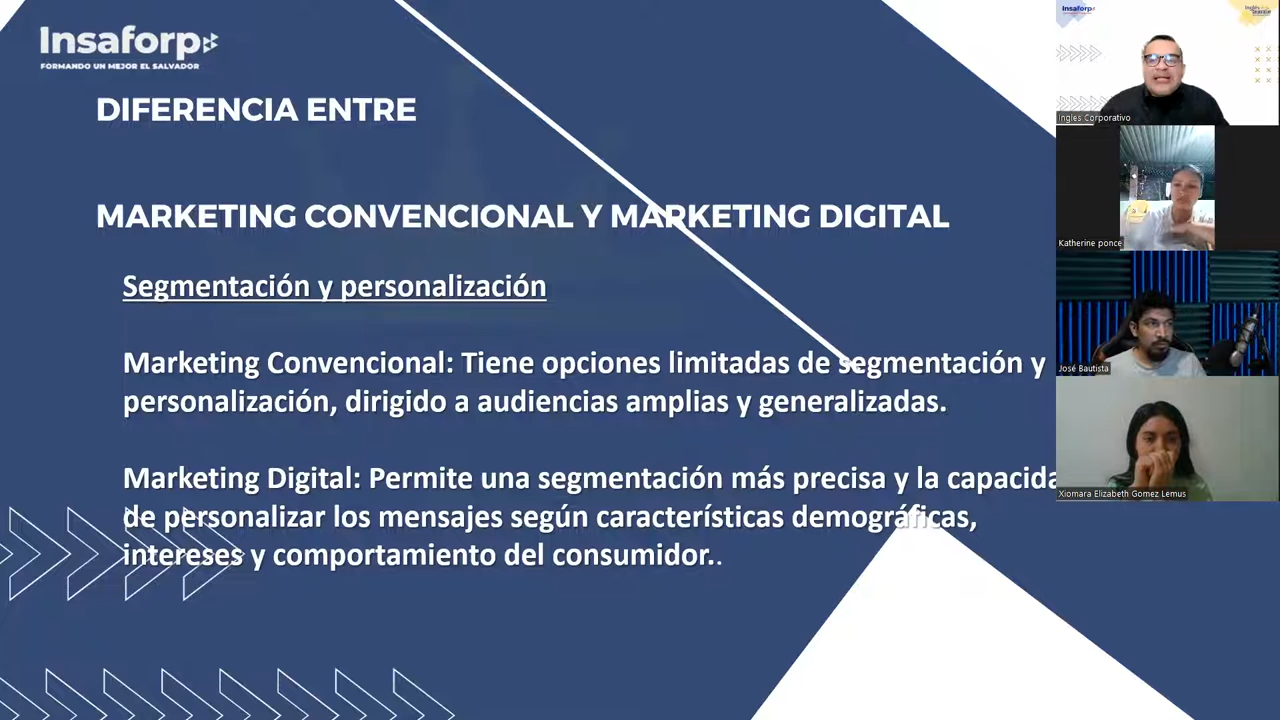 Insaforp
FORMANDO UN MEJOR EL SALVADOR
DIFERENCIA ENTRE
MARKETING CONVENCIONAL Y MARKETING DIGITAL
Segmentación y personalización
Marketing Convencional: Tiene opciones limitadas de segmentación y
personalización, dirigido a audiencias amplias y generalizadas.
Marketing Digital: Permite una segmentación más precisa y la capacida
de personalizar los mensajes según características demográficas,
intereses y comportamiento del consumidor..
Insaforp
Ingles Corporativo
Katherine ponce
José Bautista
Xiomara Elizabeth Gomez Lemus